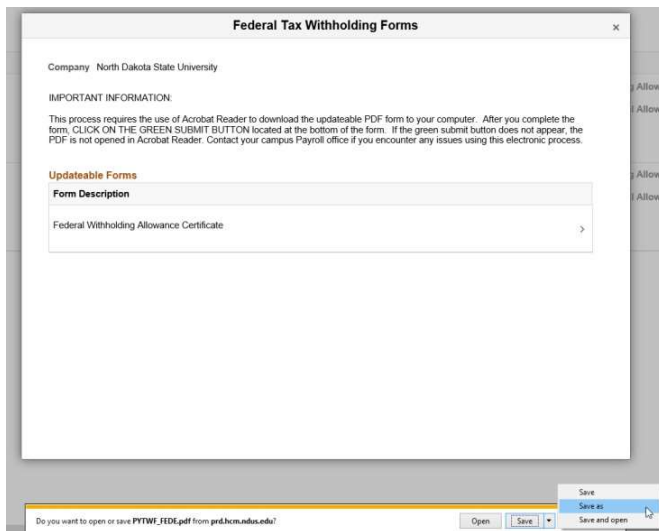 Federal Tax Withholding Forms
×
Company North Dakota State University
IMPORTANT INFORMATION:
This process requires the use of Acrobat Reader to download the updateable PDF form to your computer. After you complete the
form, CLICK ON THE GREEN SUBMIT BUTTON located at the bottom of the form. If the green submit button does not appear, the
PDF is not opened in Acrobat Reader. Contact your campus Payroll office if you encounter any issues using this electronic process.
Updateable Forms
Form Description
Federal Withholding Allowance Certificate
Allow
Allow
Allow
Allow
Do you want to open or save PYTWF_FEDE.pdf from prd.hcm.ndus.edu?
Open
Save
Save
Save as
Save and open